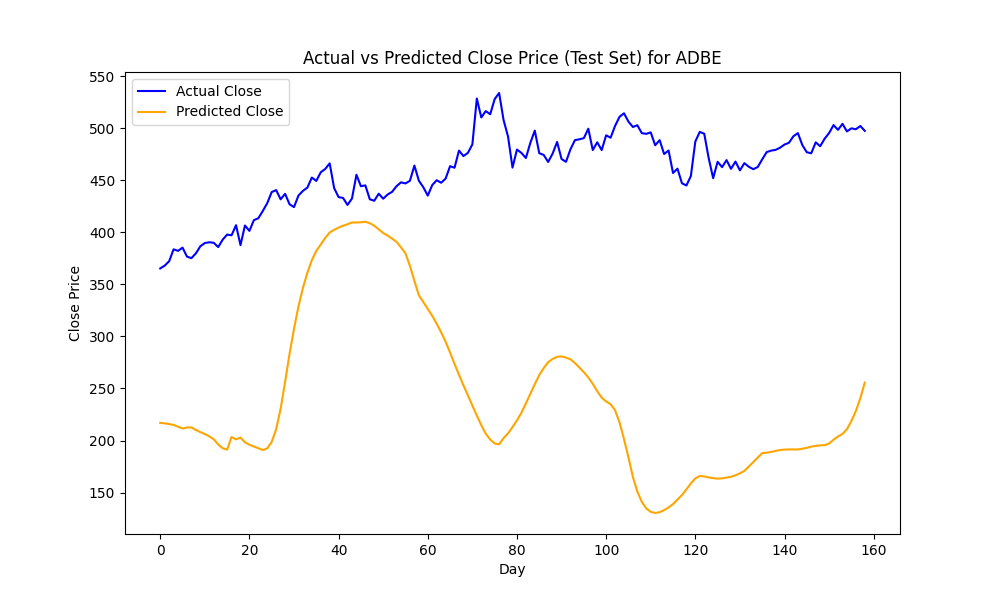 Actual vs Predicted Close Price (Test Set) for ADBE
Actual Close
Predicted Close
Close Price
550
500
450
400
350
300
250
200
150
0 20 40 60 80 100 120 140 160
Day